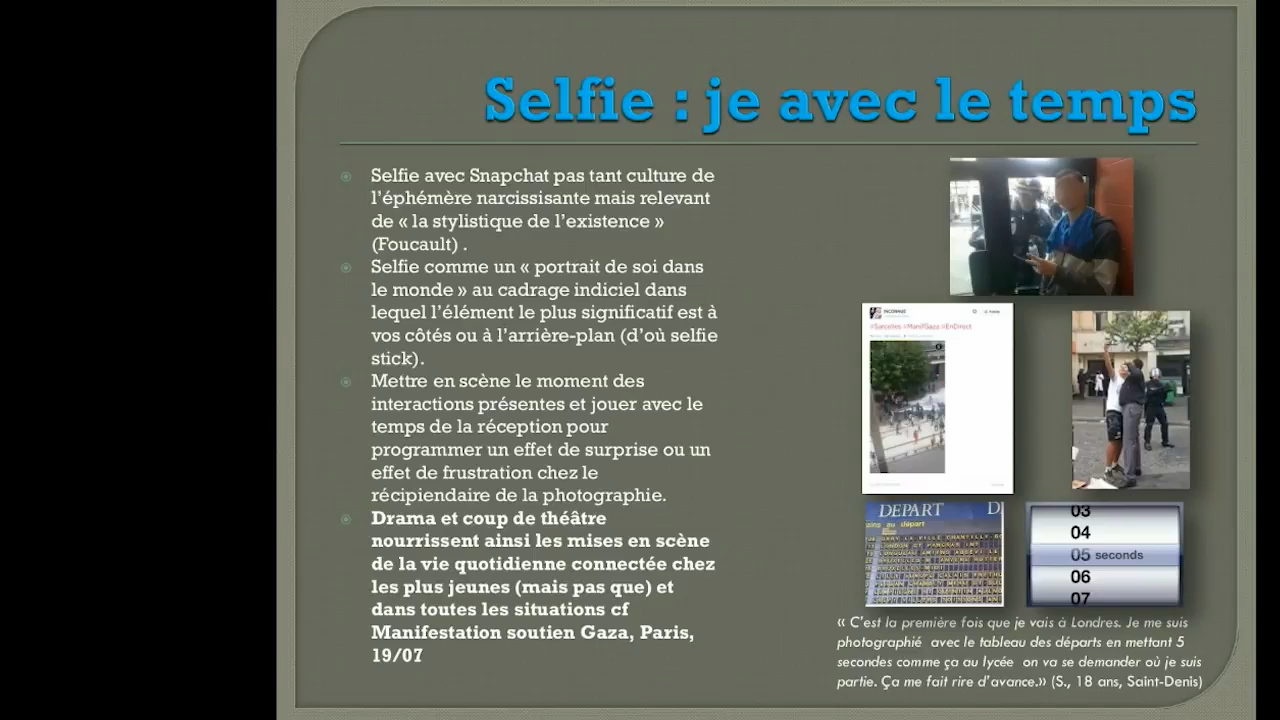 Selfie : je avec le temps
Selfie avec Snapchat pas tant culture de
l'éphémère narcissisante mais relevant
de « la stylistique de l'existence »
(Foucault) .
Selfie comme un « portrait de soi dans
le monde » au cadrage indiciel dans
lequel l'élément le plus significatif est à
vos côtés ou à l'arrière-plan (d'où selfie
stick).
Mettre en scène le moment des
interactions présentes et jouer avec le
temps de la réception pour
programmer un effet de surprise ou un
effet de frustration chez le
récipiendaire de la photographie.
Drama et coup de théâtre
nourrissent ainsi les mises en scène
de la vie quotidienne connectée chez
les plus jeunes (mais pas que) et
dans toutes les situations cf
Manifestation soutien Gaza, Paris,
19/07
INCONNUE
#Sarcelles #ManifGaza #EnDirect
DEPART D
au départ
03
04
05 seconds
06
07
« C'est la première fois que je vais à Londres. Je me suis
photographié avec le tableau des départs en mettant 5
secondes comme ça au lycée on va se demander où je suis
partie. Ça me fait rire d'avance.» (S., 18 ans, Saint-Denis)